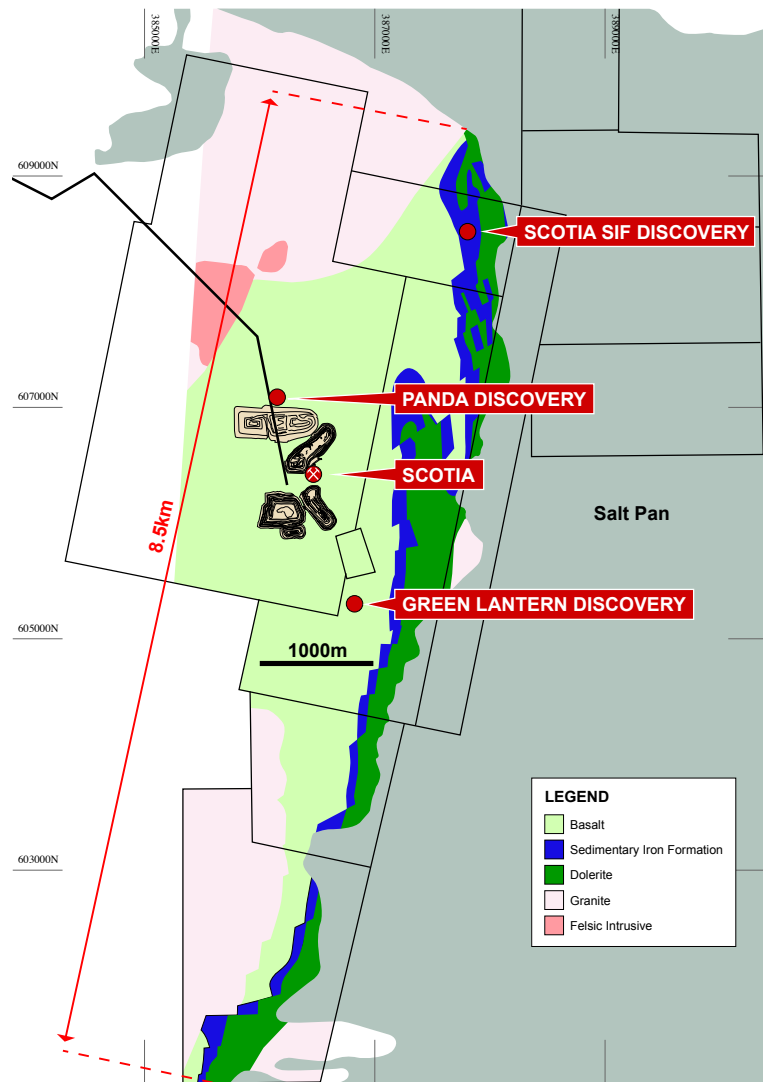 385000E
387000E
389000E
609000N
SCOTIA SIF DISCOVERY
607000N
PANDA DISCOVERY
SCOTIA
8.5km
Salt Pan
GREEN LANTERN DISCOVERY
605000N
1000m
LEGEND
Basalt
Sedimentary Iron Formation
603000N
Dolerite
Granite
Felsic Intrusive